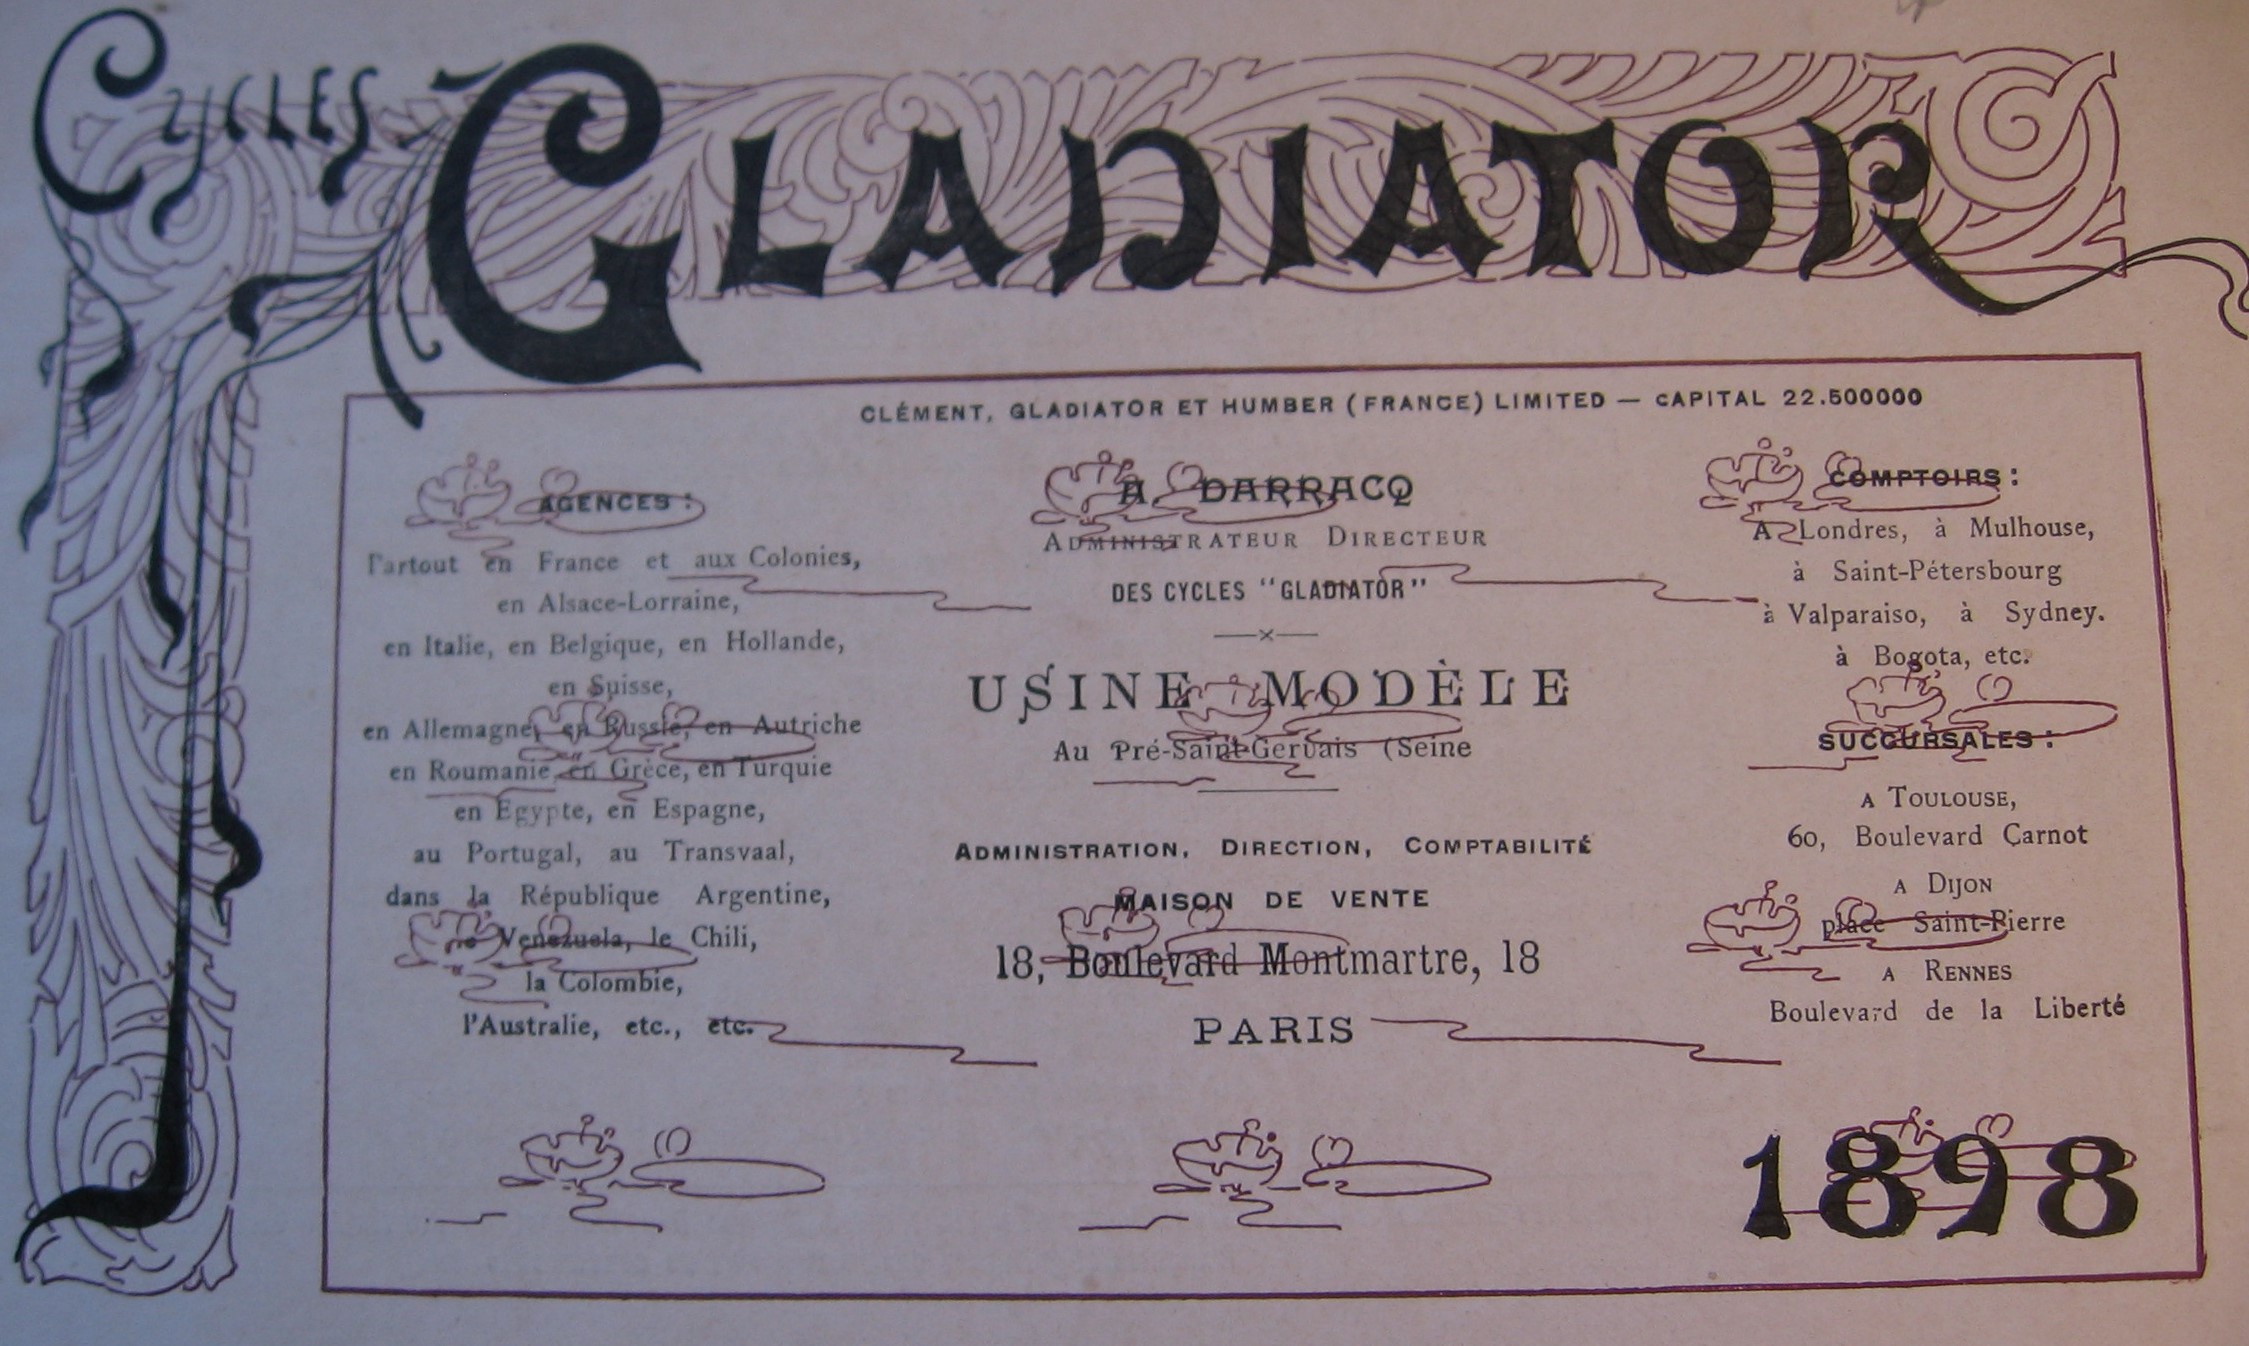 Cycles
GLADIATOR
CLÉMENT, GLADIATOR ET HUMBER (FRANCE) LIMITED — CAPITAL 22.500000
AGENCES :
Partout en France et aux Colonies,
en Alsace-Lorraine,
en Italie, en Belgique, en Hollande,
en Suisse,
en Allemagne, en Russie, en Autriche
en Roumanie, en Grèce, en Turquie
en Egypte, en Espagne,
au Portugal, au Transvaal,
dans la République Argentine,
le Venezuela, le Chili,
la Colombie,
l'Australie, etc., etc.
A. DARRACQ
ADMINISTRATEUR DIRECTEUR
DES CYCLES "GLADIATOR"
USINE MODÈLE
Au Pré-Saint-Gervais (Seine
ADMINISTRATION, DIRECTION, COMPTABILITÉ
MAISON DE VENTE
18, Boulevard Montmartre, 18
PARIS
COMPTOIRS :
A Londres, à Mulhouse,
à Saint-Pétersbourg
à Valparaiso, à Sydney.
à Bogota, etc.
SUCCURSALES :
A TOULOUSE,
60, Boulevard Carnot
A DIJON
place Saint-Pierre
A RENNES
Boulevard de la Liberté
1898